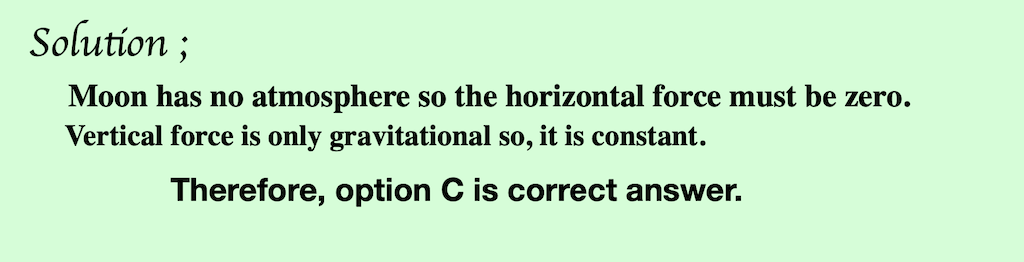 Solution ;
Moon has no atmosphere so the horizontal force must be zero.
Vertical force is only gravitational so, it is constant.
Therefore, option C is correct answer.